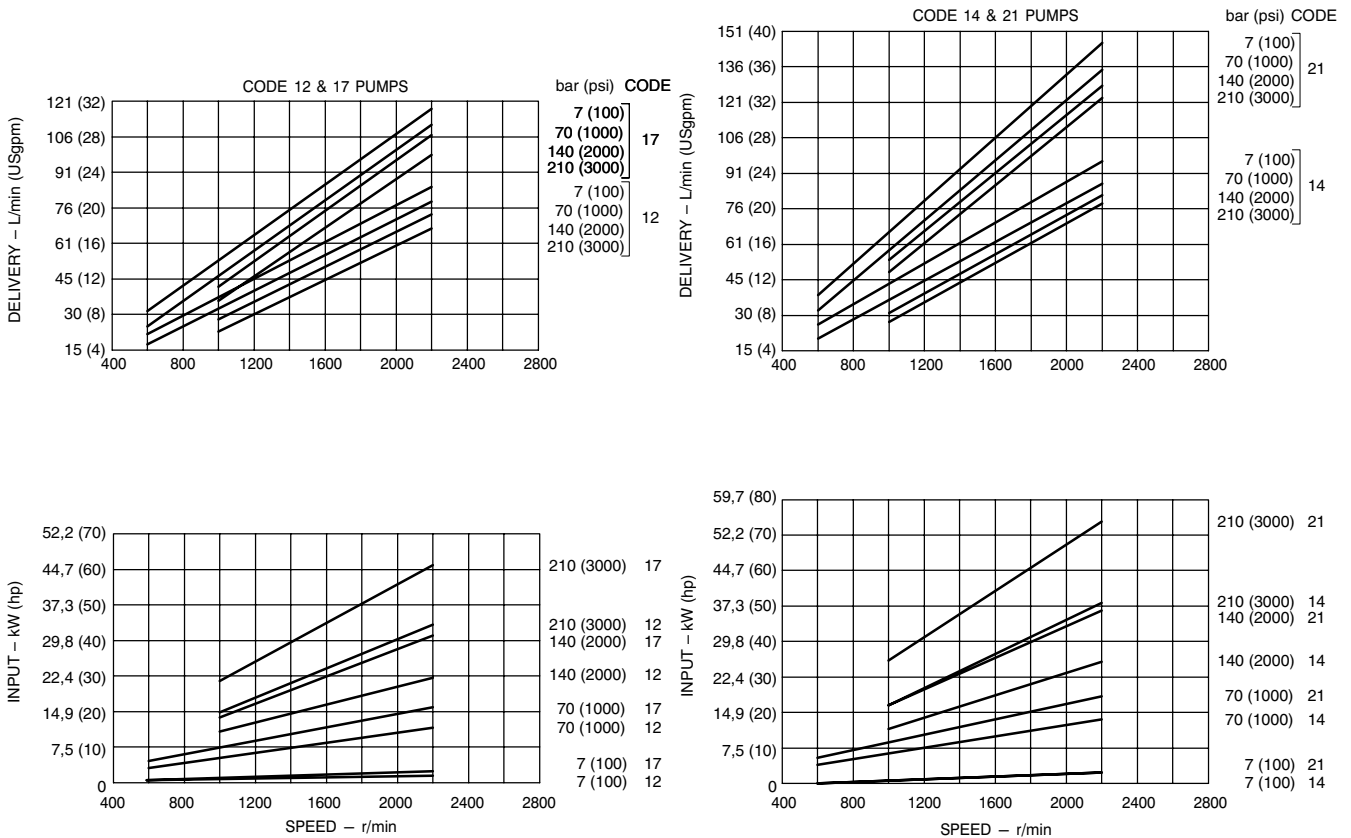 CODE 12 & 17 PUMPS
bar (psi) CODE
DELIVERY – L/min (USgpm)
121 (32)
106 (28)
91 (24)
76 (20)
61 (16)
45 (12)
30 (8)
15 (4)
400 800 1200 1600 2000 2400 2800
7 (100)
70 (1000)
140 (2000)
210 (3000)
17
7 (100)
70 (1000)
140 (2000)
210 (3000)
12
CODE 14 & 21 PUMPS
bar (psi) CODE
DELIVERY – L/min (USgpm)
151 (40)
136 (36)
121 (32)
106 (28)
91 (24)
76 (20)
61 (16)
45 (12)
30 (8)
15 (4)
400 800 1200 1600 2000 2400 2800
7 (100)
70 (1000)
140 (2000)
210 (3000)
21
7 (100)
70 (1000)
140 (2000)
210 (3000)
14
INPUT – kW (hp)
52,2 (70)
44,7 (60)
37,3 (50)
29,8 (40)
22,4 (30)
14,9 (20)
7,5 (10)
0
400 800 1200 1600 2000 2400 2800
SPEED – r/min
210 (3000) 17
210 (3000) 12
140 (2000) 17
140 (2000) 12
70 (1000) 17
70 (1000) 12
7 (100) 17
7 (100) 12
INPUT – kW (hp)
59,7 (80)
52,2 (70)
44,7 (60)
37,3 (50)
29,8 (40)
22,4 (30)
14,9 (20)
7,5 (10)
0
400 800 1200 1600 2000 2400 2800
SPEED – r/min
210 (3000) 21
210 (3000) 14
140 (2000) 21
140 (2000) 14
70 (1000) 21
70 (1000) 14
7 (100) 21
7 (100) 14